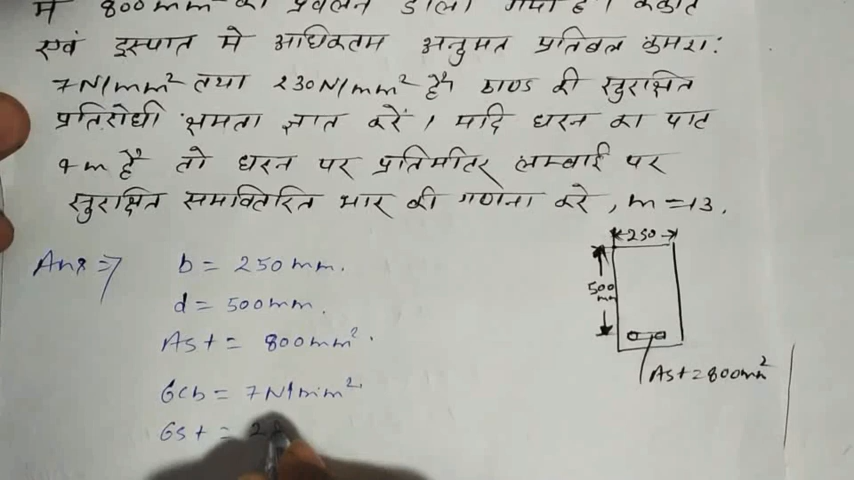 में 800mm² का प्रबलन डाला गया है। कंक्रीट
एवं इस्पात मे अधिकतम अनुमत प्रतिबल क्रमश:
7N/mm² तथा 230N/mm² है काण्ड की सुरक्षित
प्रतिरोधी क्षमता ज्ञात करें। यदि धरन का पाट
4m है तो धरन पर प्रतिमीटर लम्बाई पर
सुरक्षित समवितरित भार की गणना करे, m=13.
Ans ⇒ b = 250mm.
d = 500mm.
Ast = 800mm².
σcb = 7N/mm².
σst = 2
250
500
mm
Ast=800mm²